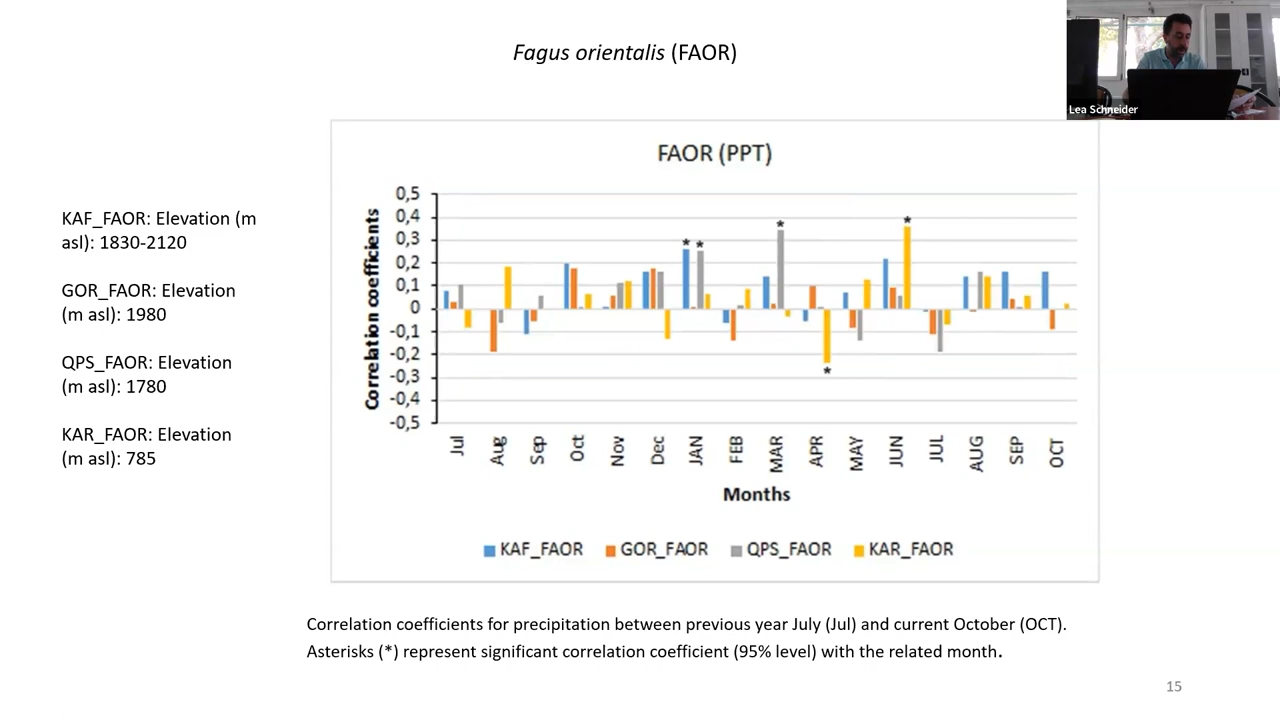 Fagus orientalis (FAOR)
Lea Schneider
KAF_FAOR: Elevation (m
asl): 1830-2120
GOR_FAOR: Elevation
(m asl): 1980
QPS_FAOR: Elevation
(m asl): 1780
KAR_FAOR: Elevation
(m asl): 785
FAOR (PPT)
Correlation coefficients
0,5
0,4
0,3
0,2
0,1
0
-0,1
-0,2
-0,3
-0,4
-0,5
* * * * *
Jul Aug Sep Oct Nov Dec JAN FEB MAR APR MAY JUN JUL AUG SEP OCT
Months
KAF_FAOR GOR_FAOR QPS_FAOR KAR_FAOR
Correlation coefficients for precipitation between previous year July (Jul) and current October (OCT).
Asterisks (*) represent significant correlation coefficient (95% level) with the related month.
15